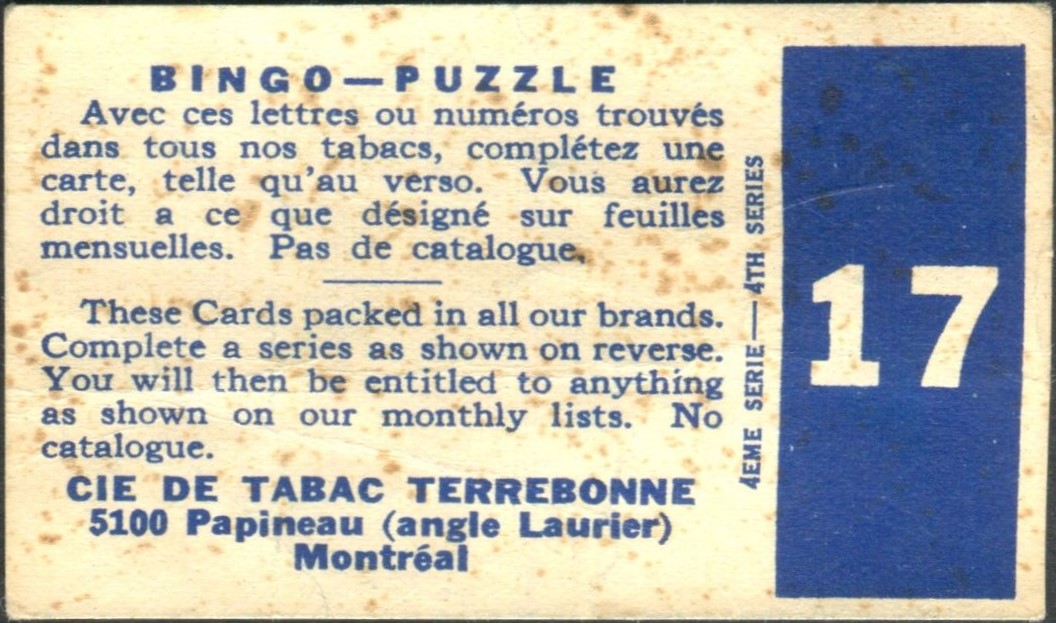 BINGO—PUZZLE
Avec ces lettres ou numéros trouvés
dans tous nos tabacs, complétez une
carte, telle qu'au verso. Vous aurez
droit a ce que désigné sur feuilles
mensuelles. Pas de catalogue.
These Cards packed in all our brands.
Complete a series as shown on reverse.
You will then be entitled to anything
as shown on our monthly lists. No
catalogue.
CIE DE TABAC TERREBONNE
5100 Papineau (angle Laurier)
Montréal
4EME SERIE—4TH SERIES
17